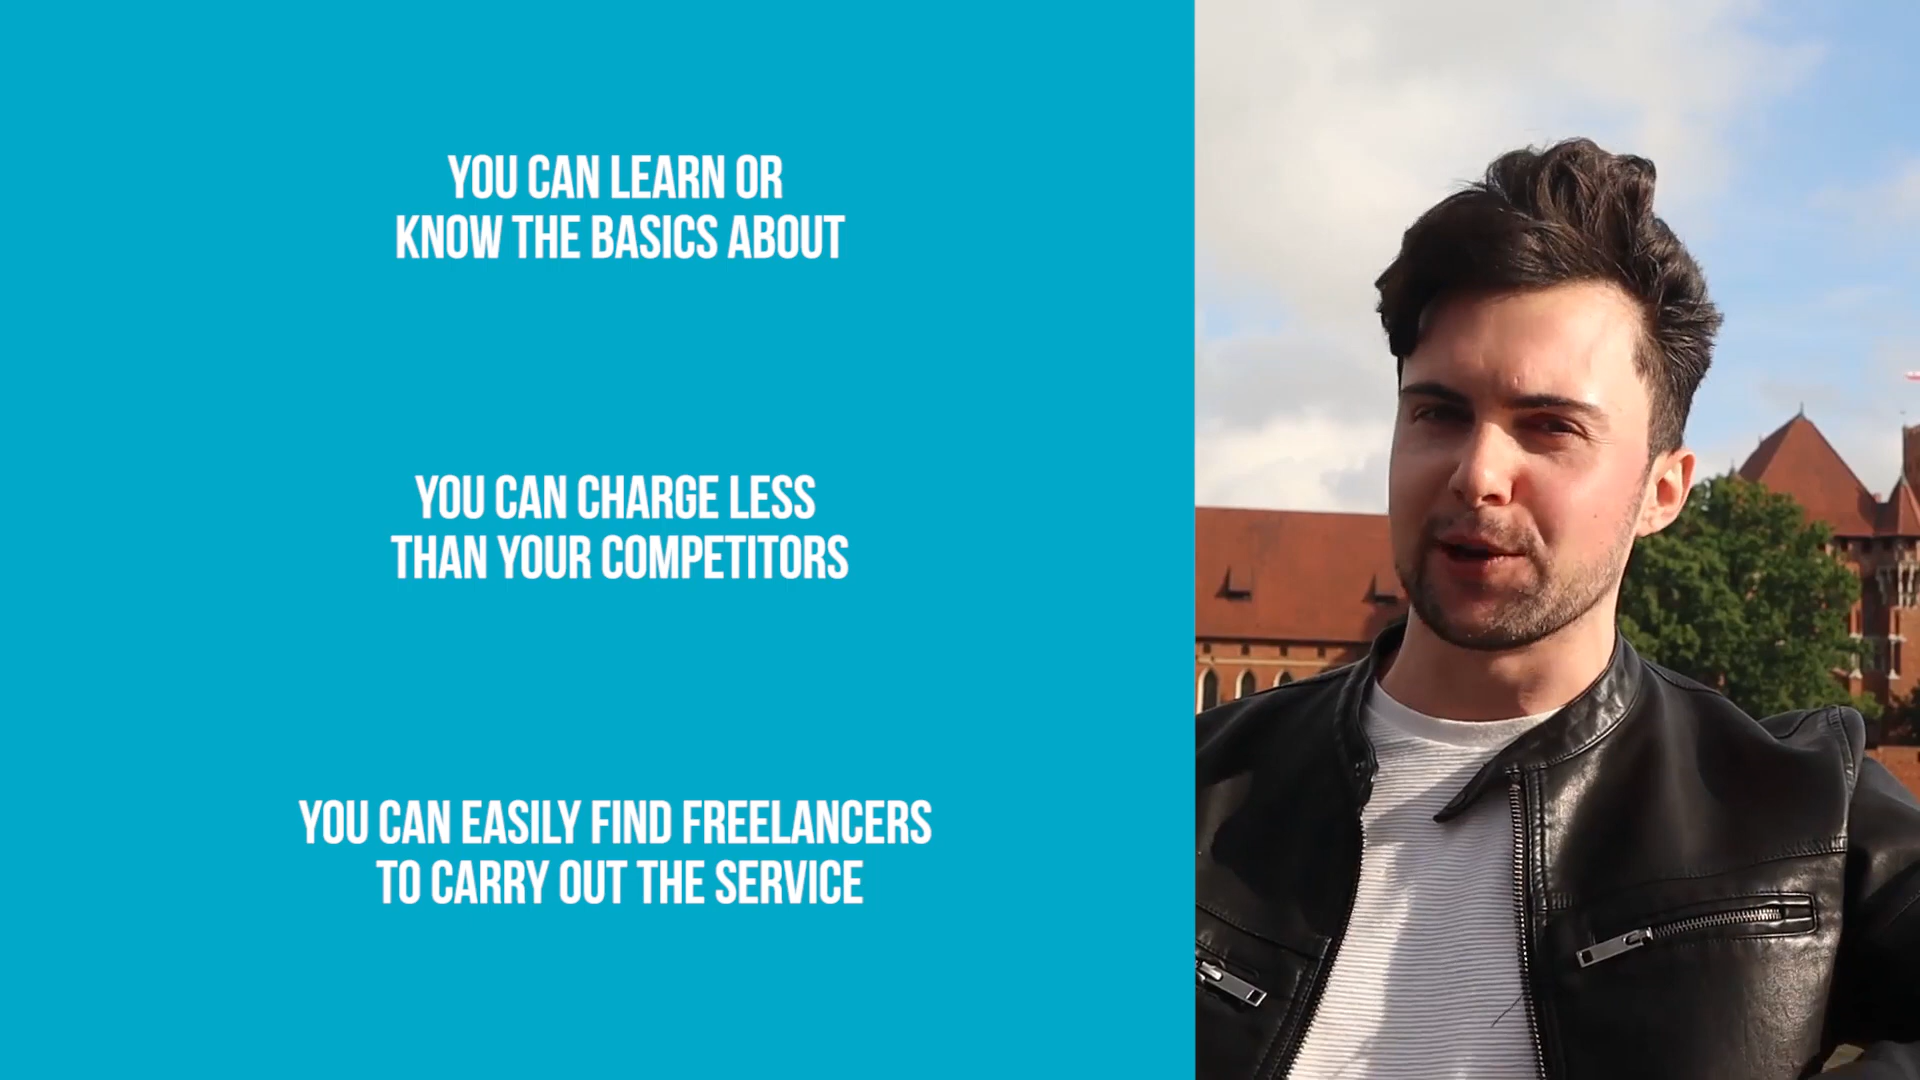 YOU CAN LEARN OR
KNOW THE BASICS ABOUT
YOU CAN CHARGE LESS
THAN YOUR COMPETITORS
YOU CAN EASILY FIND FREELANCERS
TO CARRY OUT THE SERVICE